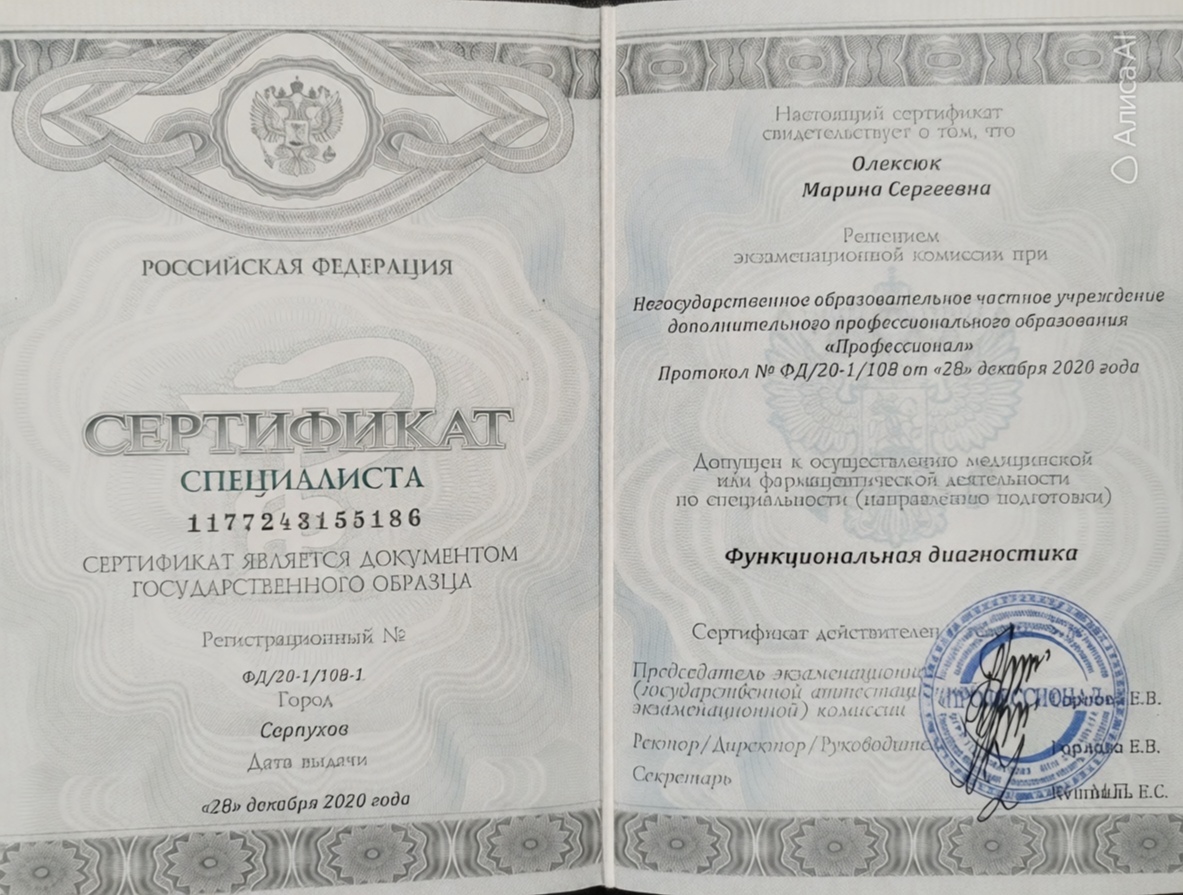 РОССИЙСКАЯ ФЕДЕРАЦИЯ
СЕРТИФИКАТ
СПЕЦИАЛИСТА
1177243155186
СЕРТИФИКАТ ЯВЛЯЕТСЯ ДОКУМЕНТОМ
ГОСУДАРСТВЕННОГО ОБРАЗЦА
Регистрационный №
ФД/20-1/108-1
Город
Серпухов
Дата выдачи
«28» декабря 2020 года
Настоящий сертификат
свидетельствует о том, что
Олексюк
Марина Сергеевна
Решением
экзаменационной комиссии при
Негосударственное образовательное частное учреждение
дополнительного профессионального образования
«Профессионал»
Протокол № ФД/20-1/108 от «28» декабря 2020 года
Допущен к осуществлению медицинской
или фармацевтической деятельности
по специальности (направлению подготовки)
Функциональная диагностика
Сертификат действителен
Председатель экзаменационной
(государственной аттестац
экзаменационной) комиссии
Е.В.
Ректор/Директор/Руководитель
Горлова Е.В.
Секретарь
Е.С.
ПРОФЕССИОНАЛ
Алиса AI